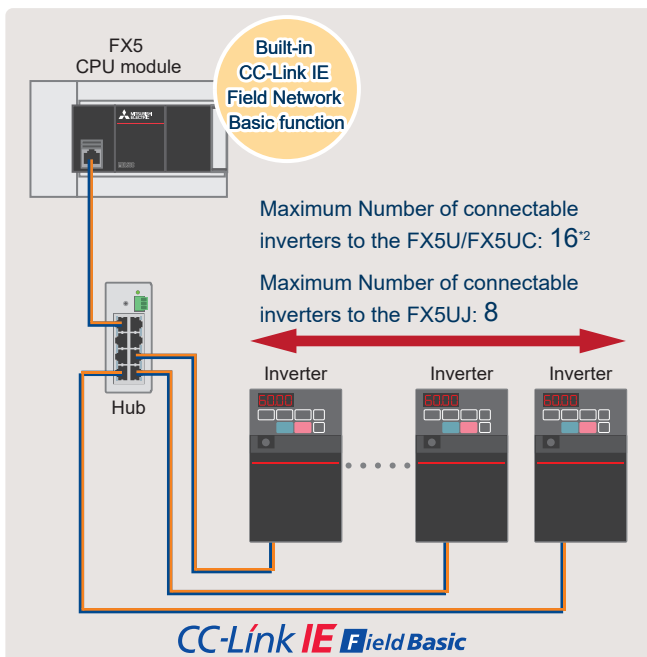 FX5
CPU module
Built-in
CC-Link IE
Field Network
Basic function
MITSUBISHI
ELECTRIC
Maximum Number of connectable
inverters to the FX5U/FX5UC: 16*2
Maximum Number of connectable
inverters to the FX5UJ: 8
Hub
Inverter
Inverter
Inverter
6000
6000
6000
CC-Link IE Field Basic